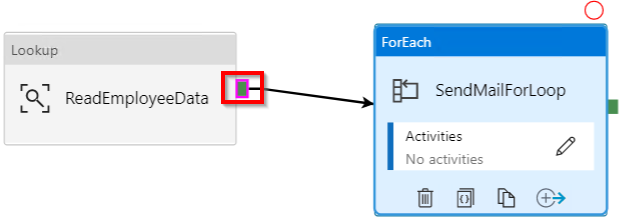 Lookup
ReadEmployeeData
ForEach
SendMailForLoop
Activities
No activities